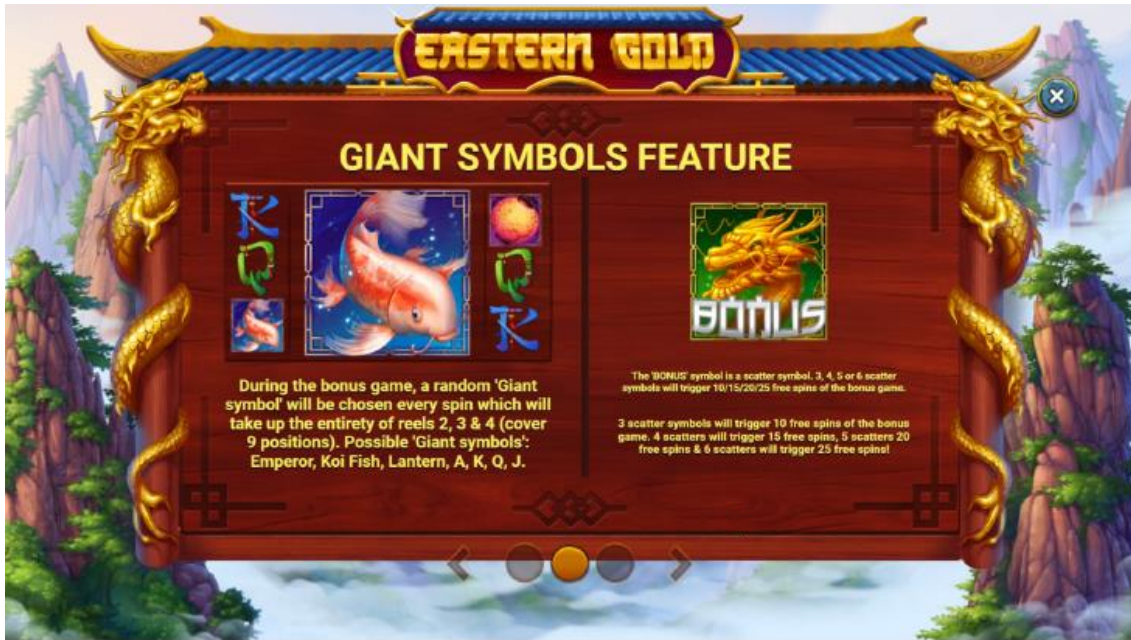 EASTERN GOLD
GIANT SYMBOLS FEATURE
K
Q
Q
K
During the bonus game, a random 'Giant
symbol' will be chosen every spin which will
take up the entirety of reels 2, 3 & 4 (cover
9 positions). Possible 'Giant symbols':
Emperor, Koi Fish, Lantern, A, K, Q, J.
BONUS
The 'BONUS' symbol is a scatter symbol. 3, 4, 5 or 6 scatter
symbols will trigger 10/15/20/25 free spins of the bonus game.
3 scatter symbols will trigger 10 free spins of the bonus
game. 4 scatters will trigger 15 free spins, 5 scatters 20
free spins & 6 scatters will trigger 25 free spins!